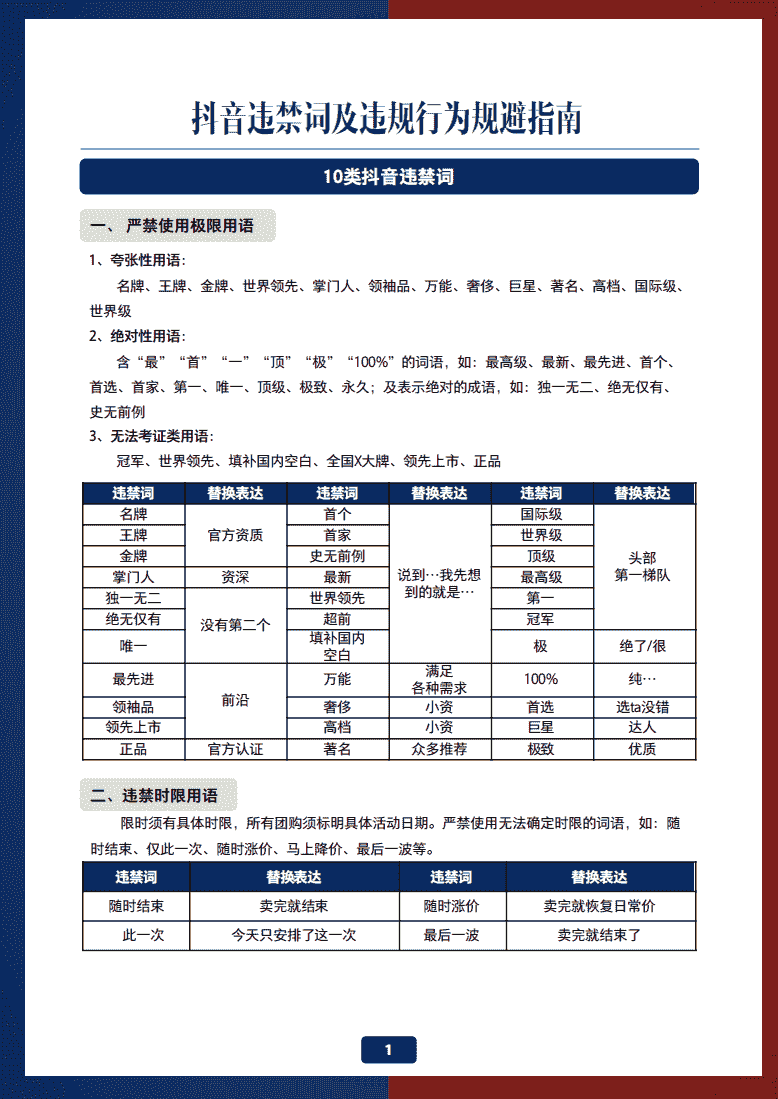 抖音违禁词及违规行为规避指南
10类抖音违禁词
一、 严禁使用极限用语
1、夸张性用语：
名牌、王牌、金牌、世界领先、掌门人、领袖品、万能、奢侈、巨星、著名、高档、国际级、
世界级
2、绝对性用语：
含“最”“首”“一”“顶”“极”“100%”的词语，如：最高级、最新、最先进、首个、
首选、首家、第一、唯一、顶级、极致、永久；及表示绝对的成语，如：独一无二、绝无仅有、
史无前例
3、无法考证类用语：
冠军、世界领先、填补国内空白、全国X大牌、领先上市、正品
违禁词 替换表达 违禁词 替换表达 违禁词 替换表达
名牌 首个 国际级
王牌 官方资质 首家 世界级
金牌 史无前例 顶级 头部
掌门人 资深 最新 说到…我先想 最高级 第一梯队
独一无二 世界领先 到的就是… 第一
绝无仅有 没有第二个 超前 冠军
唯一 填补国内 极 绝了/很
空白
最先进 万能 满足 100% 纯…
各种需求
领袖品 前沿 奢侈 小资 首选 选ta没错
领先上市 高档 小资 巨星 达人
正品 官方认证 著名 众多推荐 极致 优质
二、违禁时限用语
限时须有具体时限，所有团购须标明具体活动日期。严禁使用无法确定时限的词语，如：随
时结束、仅此一次、随时涨价、马上降价、最后一波等。
违禁词 替换表达 违禁词 替换表达
随时结束 卖完就结束 随时涨价 卖完就恢复日常价
此一次 今天只安排了这一次 最后一波 卖完就结束了
1